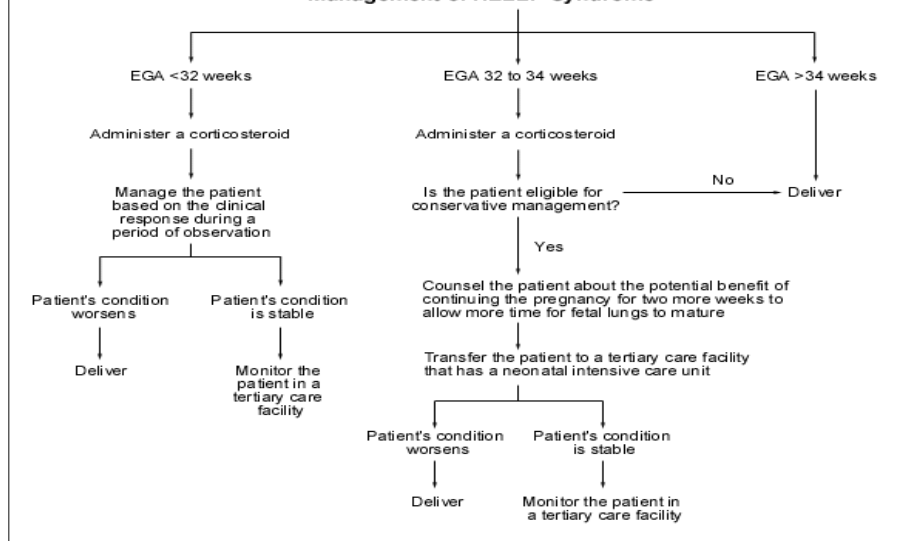 Management of HELLP Syndrome
EGA <32 weeks
Administer a corticosteroid
Manage the patient
based on the clinical
response during a
period of observation
Patient's condition
worsens
Deliver
Patient's condition
is stable
Monitor the
patient in a
tertiary care
facility
EGA 32 to 34 weeks
Administer a corticosteroid
Is the patient eligible for
conservative management?
No
Yes
Counsel the patient about the potential benefit of
continuing the pregnancy for two more weeks to
allow more time for fetal lungs to mature
Transfer the patient to a tertiary care facility
that has a neonatal intensive care unit
Patient's condition
worsens
Deliver
Patient's condition
is stable
Monitor the patient in
a tertiary care facility
EGA >34 weeks
Deliver